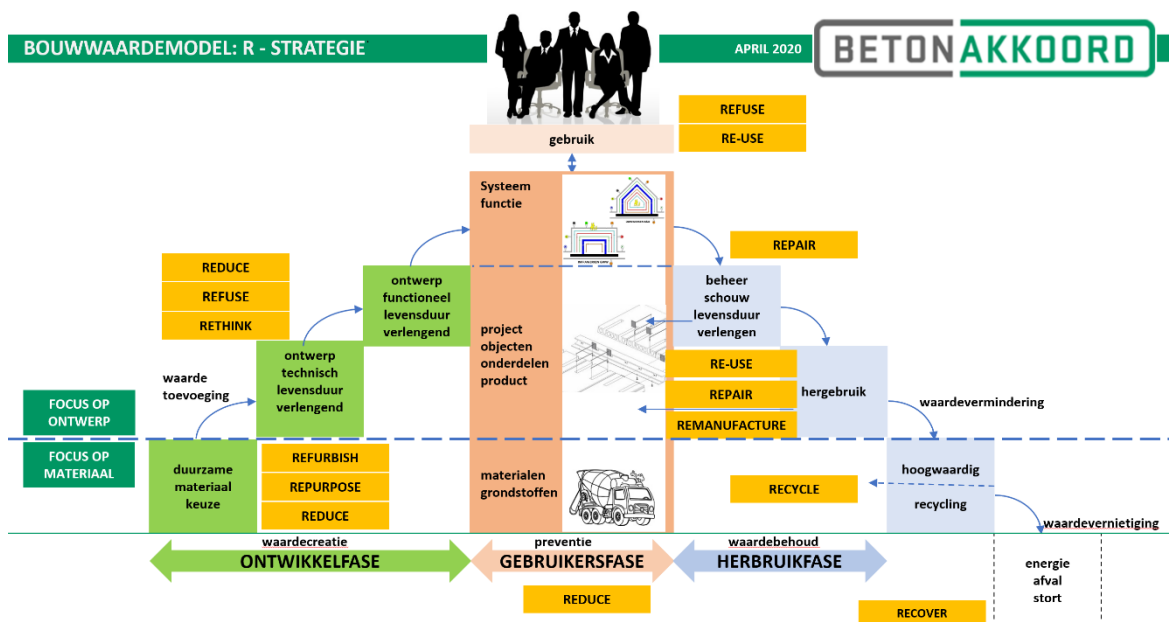 BOUWWAARDEMODEL: R - STRATEGIE
APRIL 2020
BETONAKKOORD
REFUSE
RE-USE
gebruik
Systeem
functie
REPAIR
REDUCE
REFUSE
RETHINK
ontwerp
functioneel
levensduur
verlengend
beheer
schouw
levensduur
verlengen
project
objecten
onderdelen
product
ontwerp
technisch
levensduur
verlengend
RE-USE
REPAIR
REMANUFACTURE
hergebruik
waarde
toevoeging
waardevermindering
FOCUS OP
ONTWERP
FOCUS OP
MATERIAAL
duurzame
materiaal
keuze
REFURBISH
REPURPOSE
REDUCE
materialen
grondstoffen
RECYCLE
hoogwaardig
recycling
waardevernietiging
waardecreatie
ONTWIKKELFASE
preventie
GEBRUIKERSFASE
waardebehoud
HERBRUIKFASE
energie
afval
stort
REDUCE
RECOVER